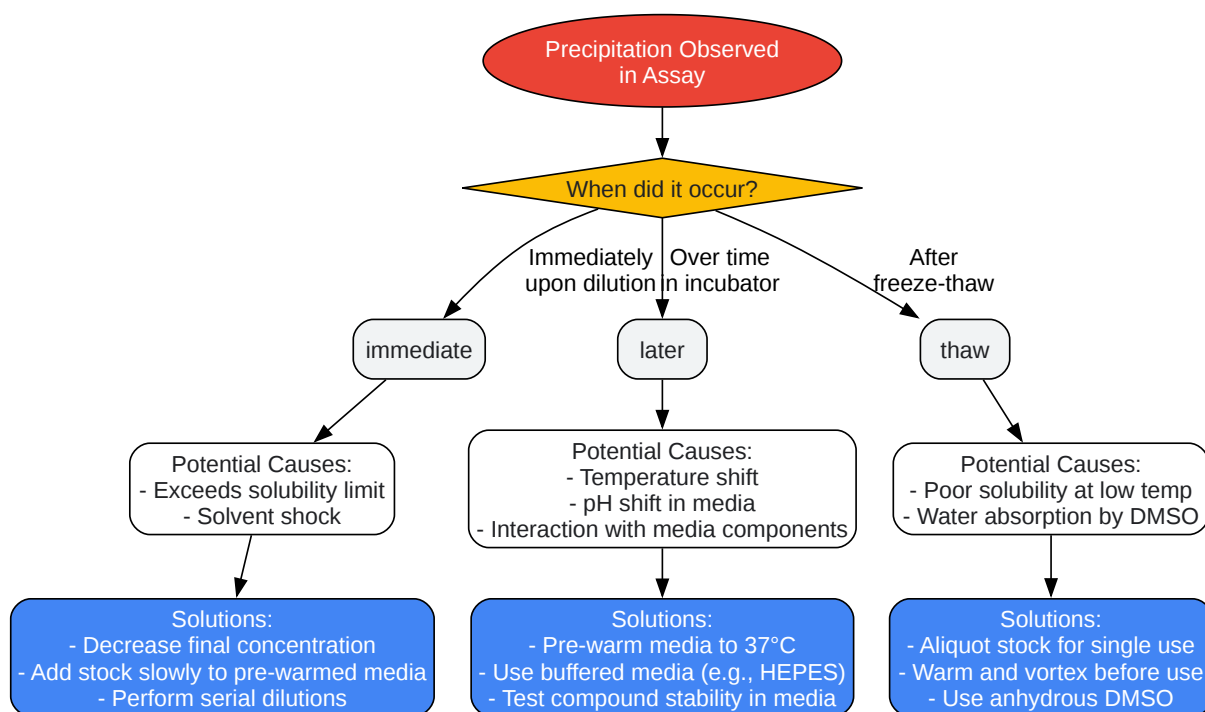 Precipitation Observed
in Assay
When did it occur?
Immediately
upon dilution
Over time
in incubator
After
freeze-thaw
immediate
later
thaw
Potential Causes:
- Exceeds solubility limit
- Solvent shock
Potential Causes:
- Temperature shift
- pH shift in media
- Interaction with media components
Potential Causes:
- Poor solubility at low temp
- Water absorption by DMSO
Solutions:
- Decrease final concentration
- Add stock slowly to pre-warmed media
- Perform serial dilutions
Solutions:
- Pre-warm media to 37°C
- Use buffered media (e.g., HEPES)
- Test compound stability in media
Solutions:
- Aliquot stock for single use
- Warm and vortex before use
- Use anhydrous DMSO